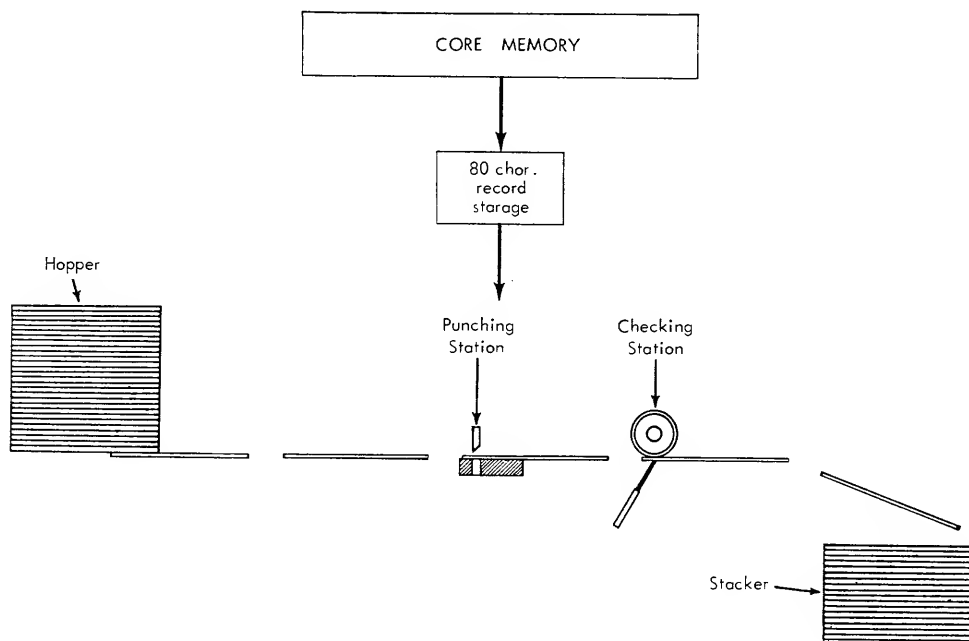 CORE MEMORY
80 chor.
record
starage
Hopper
Punching
Station
Checking
Station
Stacker